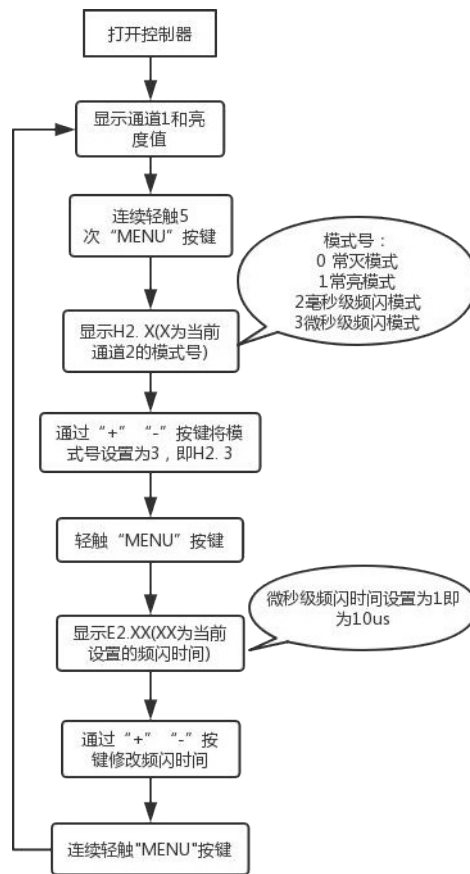 打开控制器
显示通道1和亮
度值
连续轻触5
次“MENU”按键
模式号：
0 常灭模式
1常亮模式
2毫秒级频闪模式
3微秒级频闪模式
显示H2. X(X为当前
通道2的模式号)
通过“+”“-”按键将模
式号设置为3，即H2. 3
轻触“MENU”按键
微秒级频闪时间设置为1即
为10us
显示E2.XX(XX为当前
设置的频闪时间)
通过“+”“-”按
键修改频闪时间
连续轻触"MENU"按键